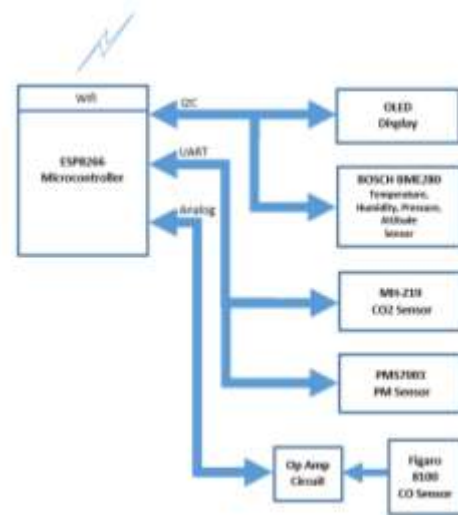 Wifi
ESP8266
Microcontroller
I2C
UART
Analog
OLED
Display
BOSCH BME280
Temperature,
Humidity, Pressure,
Altitude
Sensor
MH-Z19
CO2 Sensor
PMS7003
PM Sensor
Op Amp
Circuit
Figaro
CO Sensor